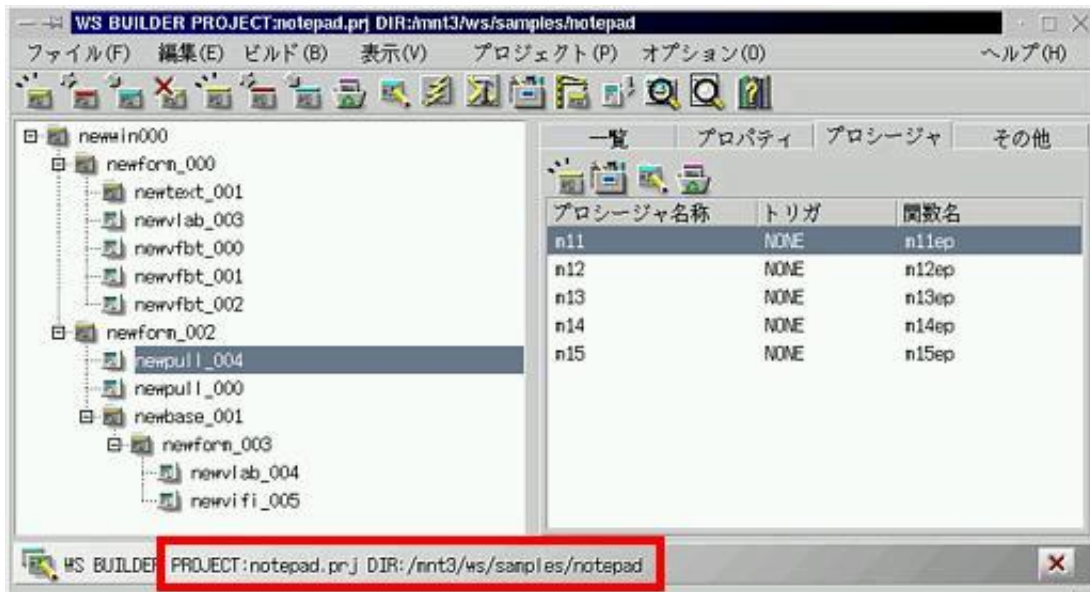 WS BUILDER PROJECT:notepad.prj DIR:/mnt3/ws/samples/notepad
ファイル(F) 編集(E) ビルド(B) 表示(V) プロジェクト(P) オプション(O) ヘルプ(H)
newwin000
newform_000
newtext_001
newvlab_003
newvfbt_000
newvfbt_001
newvfbt_002
newform_002
newpull_004
newpull_000
newbase_001
newform_003
newvlab_004
newvifi_005
一覧 プロパティ プロシージャ その他
プロシージャ名称 トリガ 関数名
m11 NONE m11ep
m12 NONE m12ep
m13 NONE m13ep
m14 NONE m14ep
m15 NONE m15ep
WS BUILDER PROJECT:notepad.prj DIR:/mnt3/ws/samples/notepad